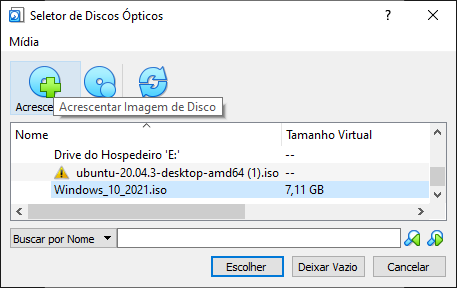 Seletor de Discos Ópticos
Mídia
Acresce
Acrescentar Imagem de Disco
Nome Tamanho Virtual
Drive do Hospedeiro 'E:' --
ubuntu-20.04.3-desktop-amd64 (1).iso --
Windows_10_2021.iso 7,11 GB
Buscar por Nome
Escolher Deixar Vazio Cancelar